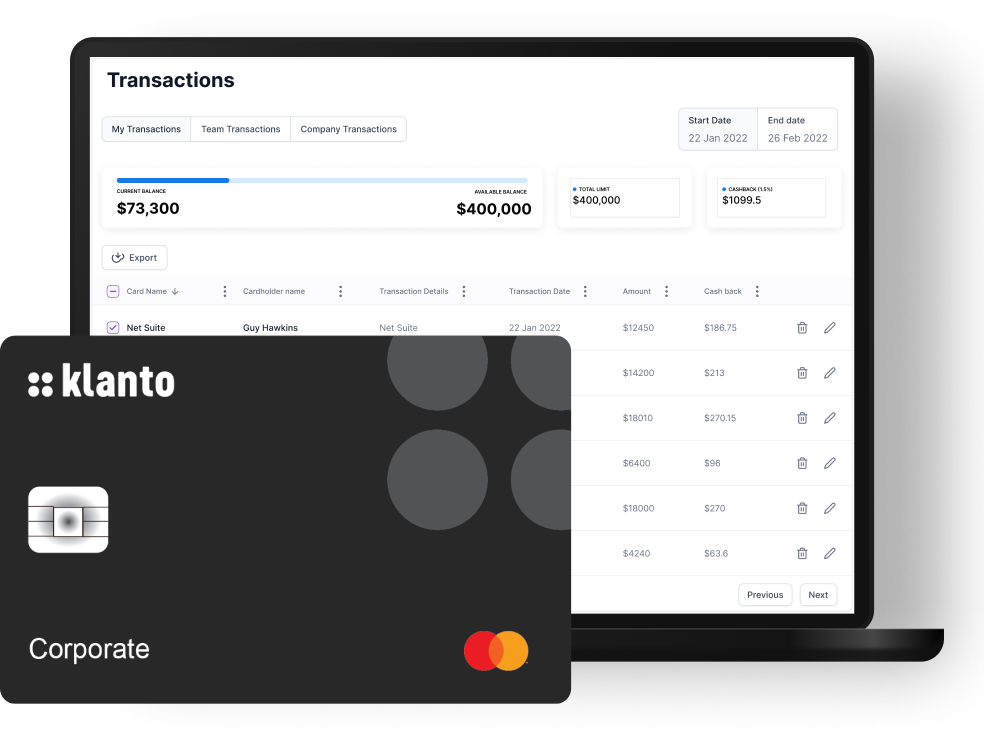 Transactions
My Transactions Team Transactions Company Transactions
Start Date End date
22 Jan 2022 26 Feb 2022
CURRENT BALANCE AVAILABLE BALANCE
$73,300 $400,000
TOTAL LIMIT
$400,000
CASHBACK (1.5%)
$1099.5
Export
Card Name Cardholder name Transaction Details Transaction Date Amount Cash back
Net Suite Guy Hawkins Net Suite 22 Jan 2022 $12450 $186.75
$14200 $213
$18010 $270.15
$6400 $96
$18000 $270
$4240 $63.6
Previous Next
klanto
Corporate